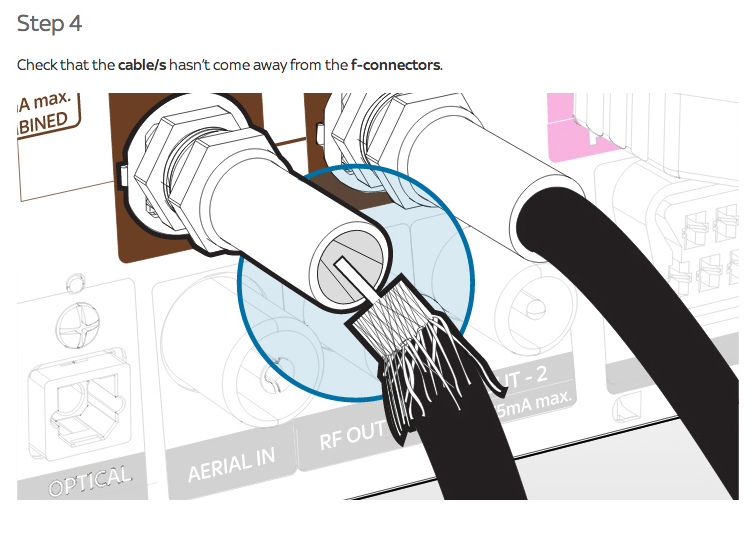 Step 4
Check that the cable/s hasn't come away from the f-connectors.
A max.
BINED
OPTICAL
AERIAL IN
RF OUT
UT - 2
5mA max.